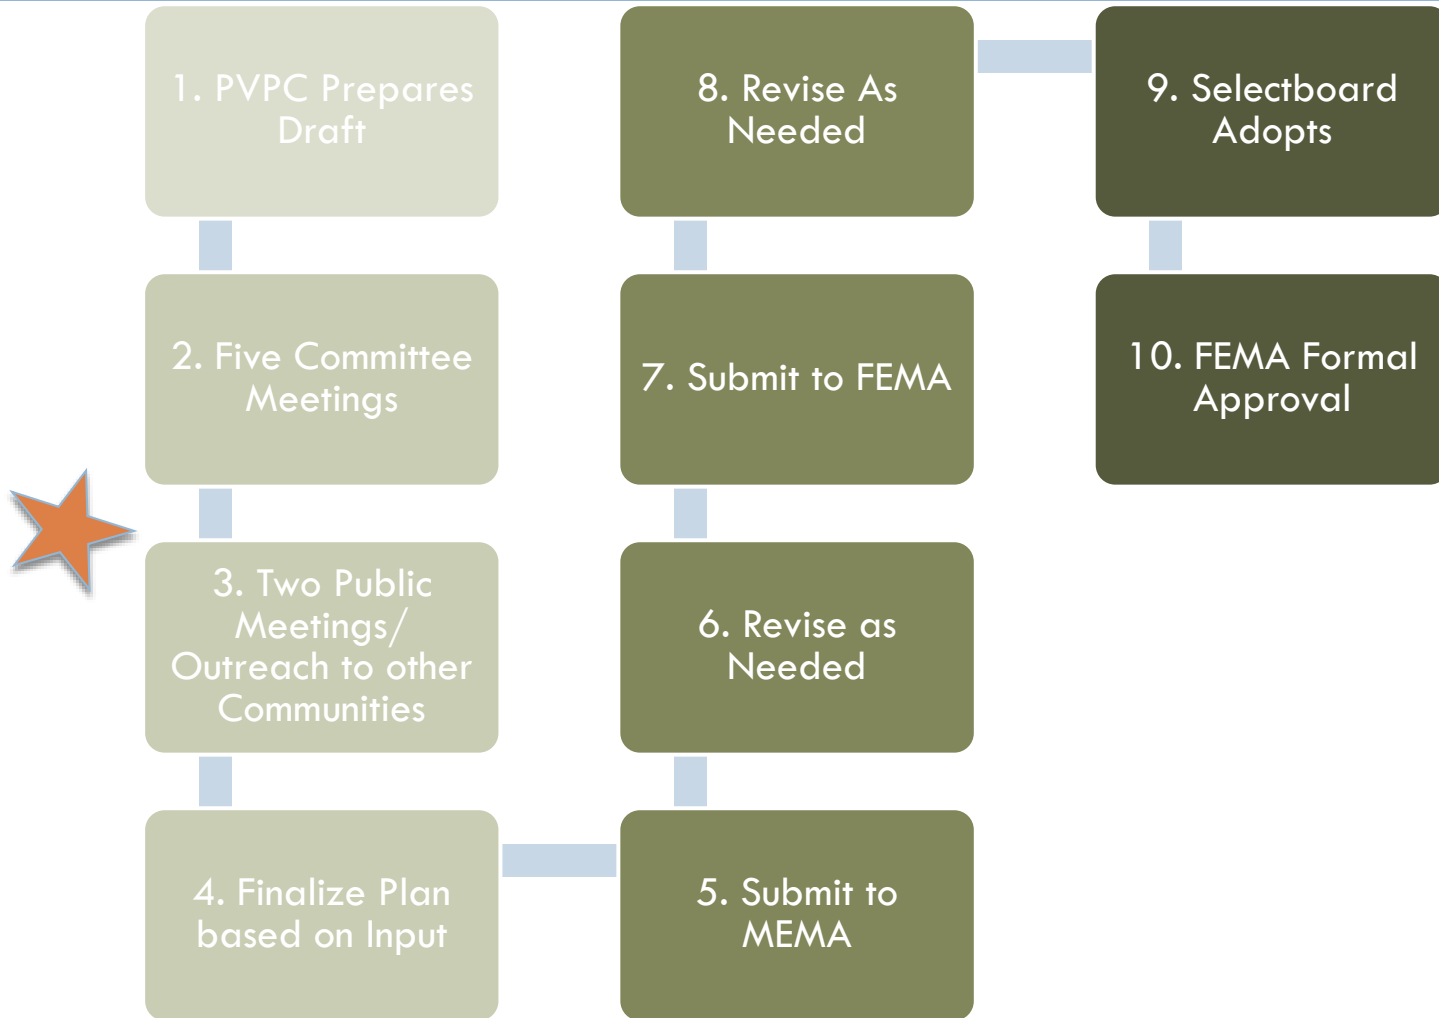 1. PVPC Prepares
Draft
2. Five Committee
Meetings
3. Two Public
Meetings/
Outreach to other
Communities
4. Finalize Plan
based on Input
5. Submit to
MEMA
6. Revise as
Needed
7. Submit to FEMA
8. Revise As
Needed
9. Selectboard
Adopts
10. FEMA Formal
Approval